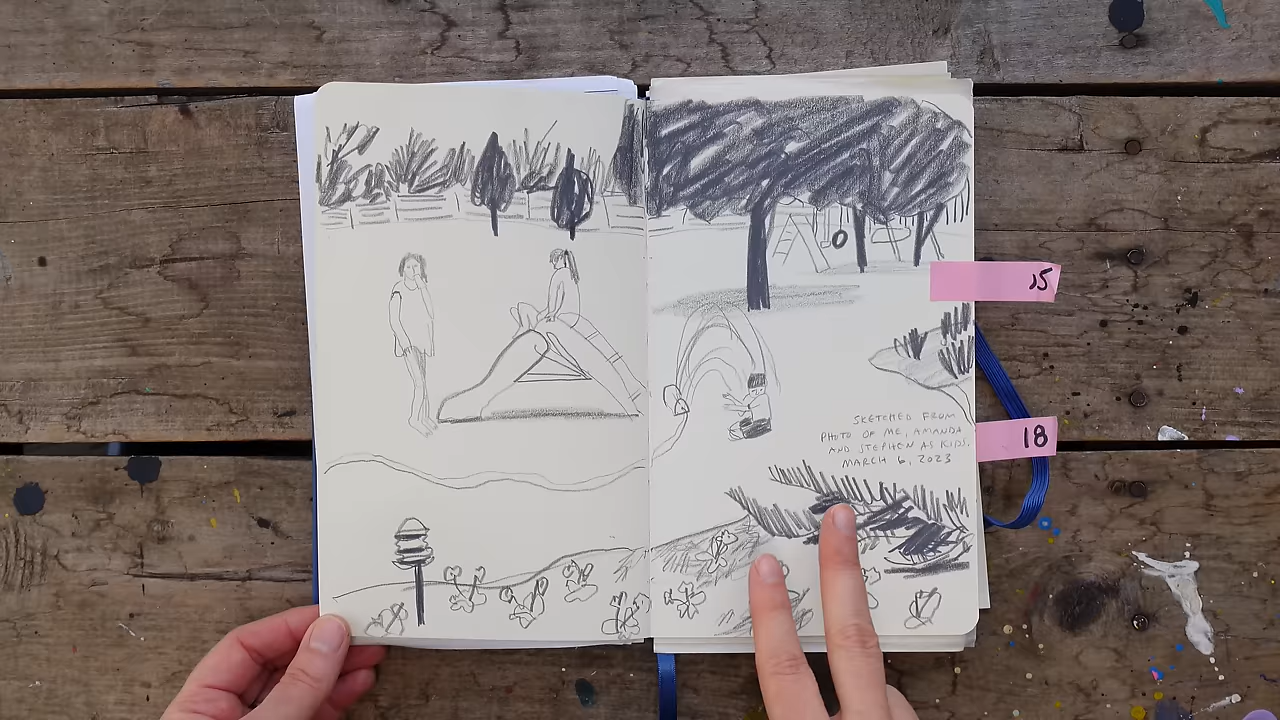 15
SKETCHED FROM
PHOTO OF ME, AMANDA
AND STEPHEN AS KIDS.
MARCH 6, 2023
18